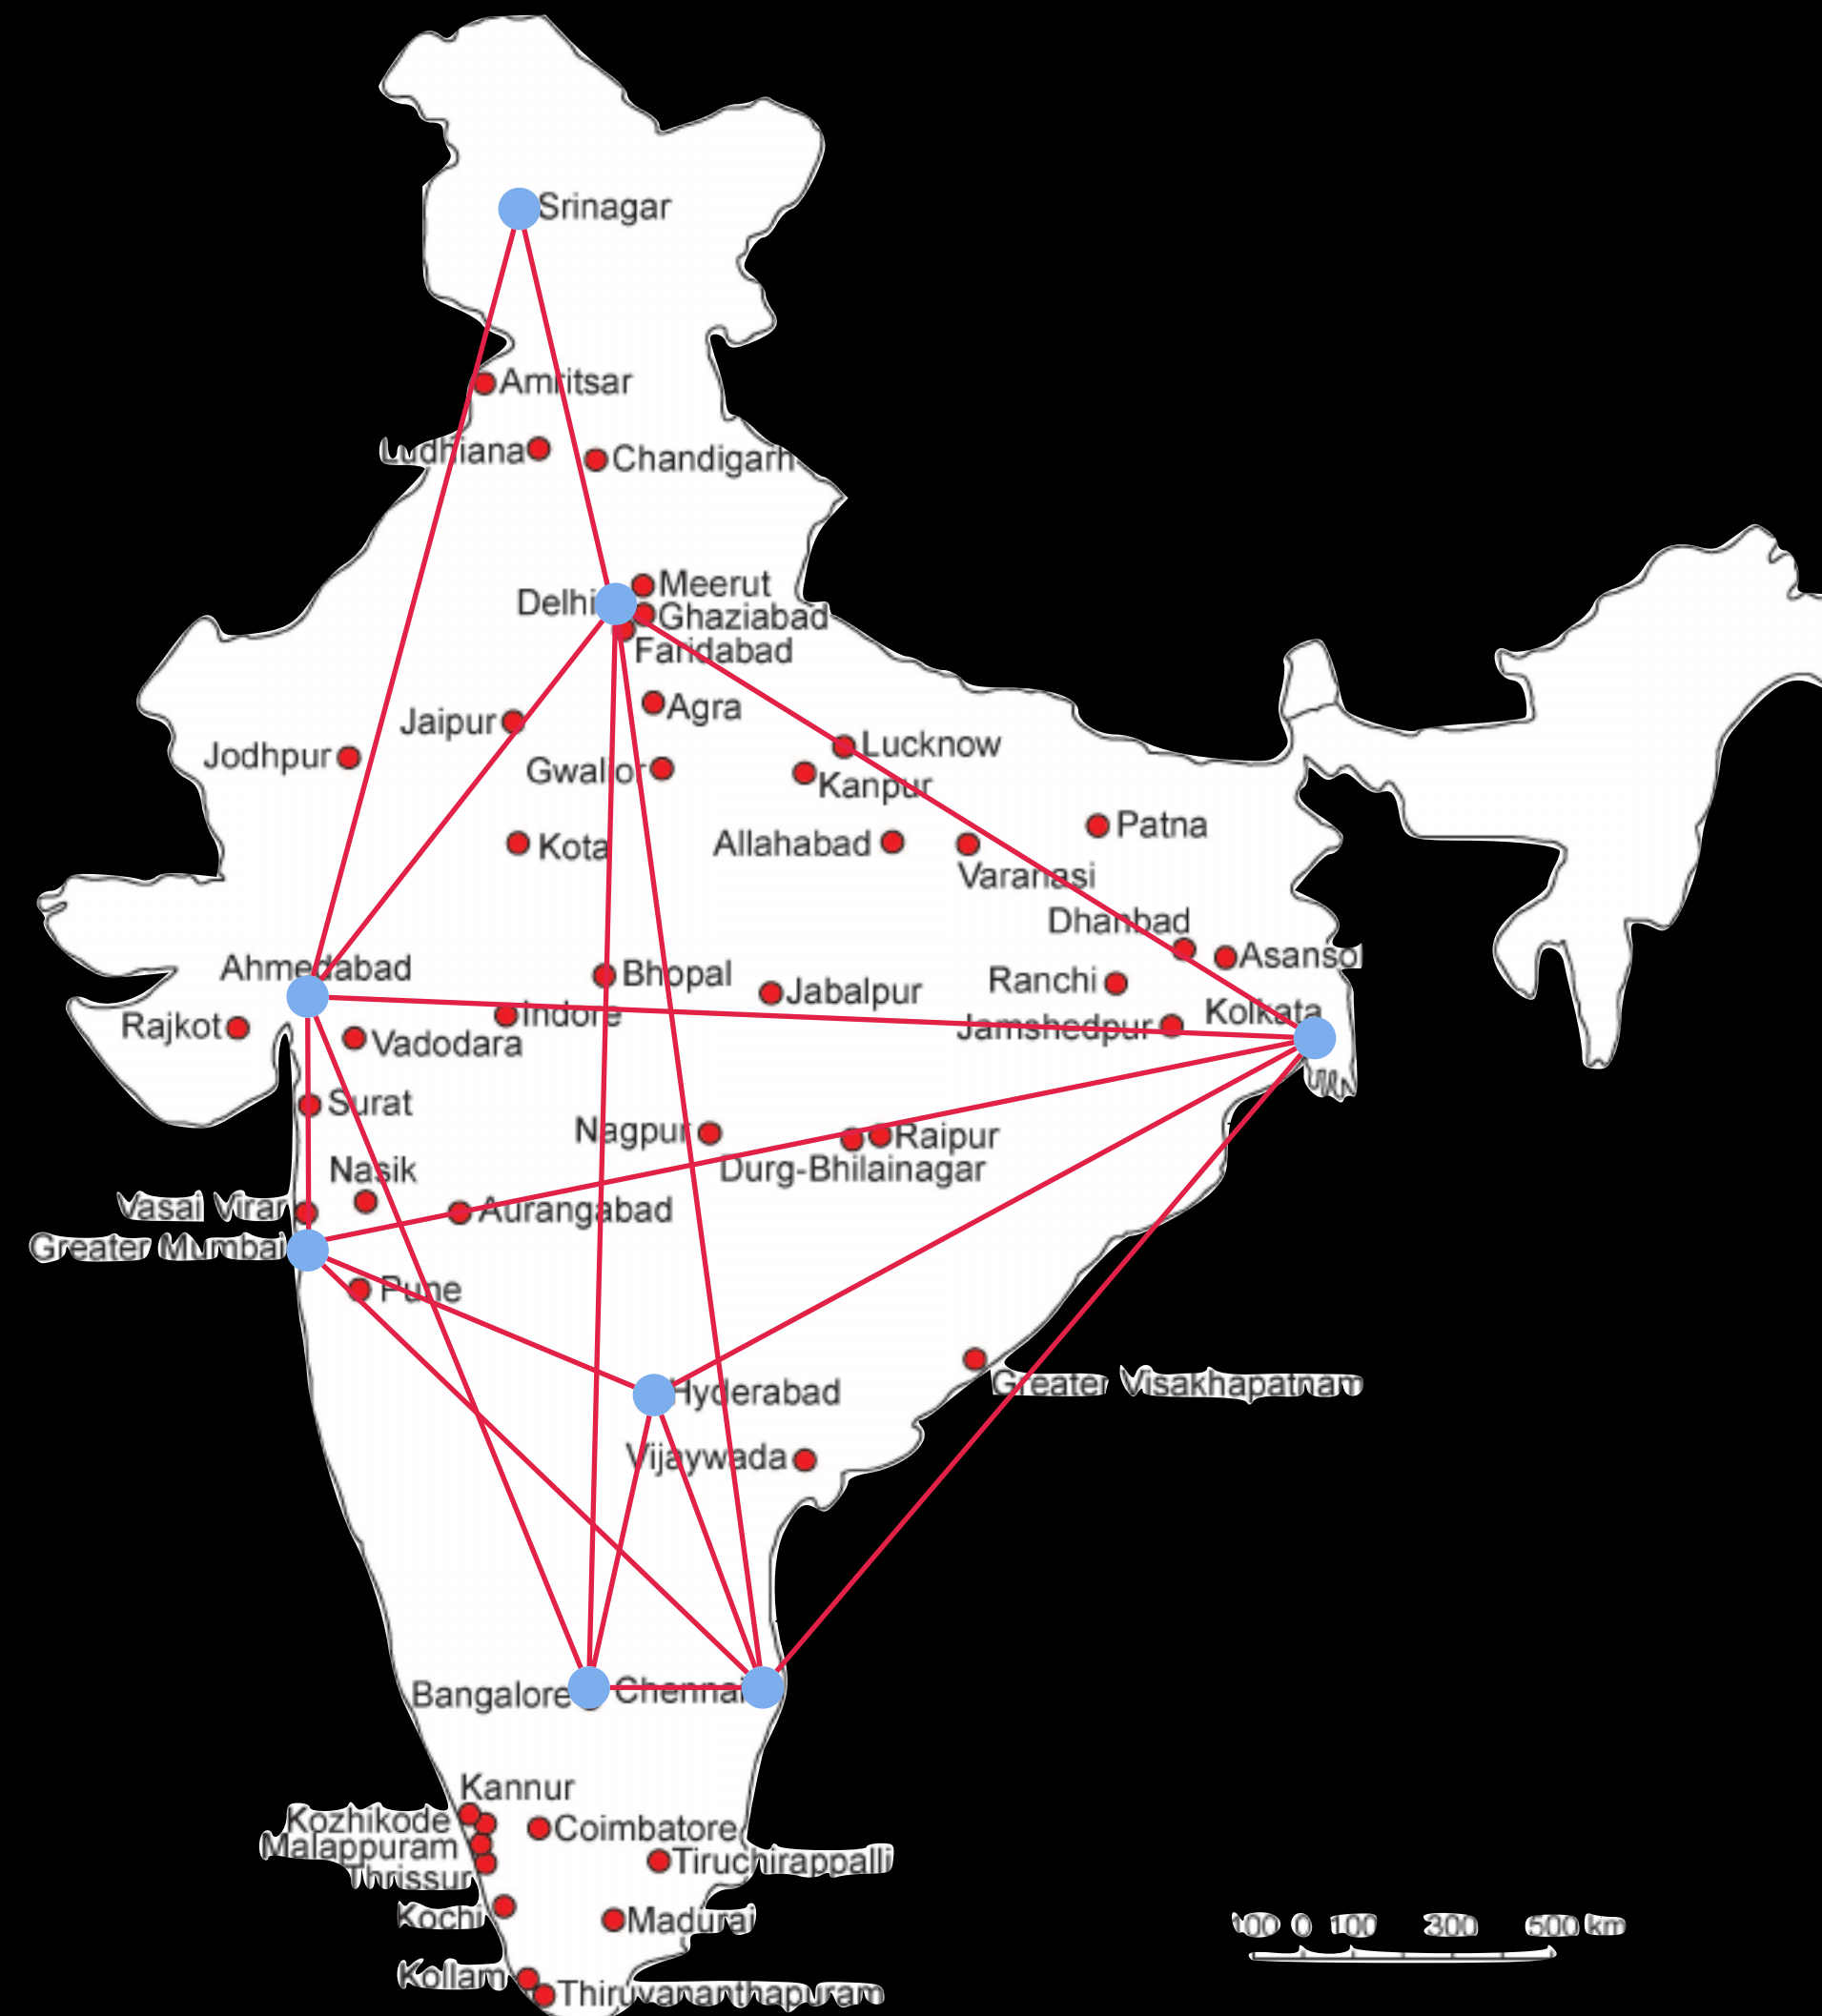 Srinagar
Amritsar
Ludhiana
Chandigarh
Meerut
Delhi
Ghaziabad
Faridabad
Agra
Jaipur
Lucknow
Jodhpur
Gwalior
Kanpur
Patna
Kota
Allahabad
Varanasi
Dhanbad
Asansol
Ahmedabad
Bhopal
Jabalpur
Ranchi
Indore
Kolkata
Rajkot
Vadodara
Jamshedpur
Surat
Nagpur
Raipur
Durg-Bhilainagar
Nasik
Vasai Virar
Aurangabad
Greater Mumbai
Pune
Hyderabad
Greater Visakhapatnam
Vijaywada
Bangalore
Chennai
Kannur
Kozhikode
Coimbatore
Malappuram
Tiruchirappalli
Thrissur
Kochi
Madurai
100 0 100 300 500 km
Kollam
Thiruvananthapuram